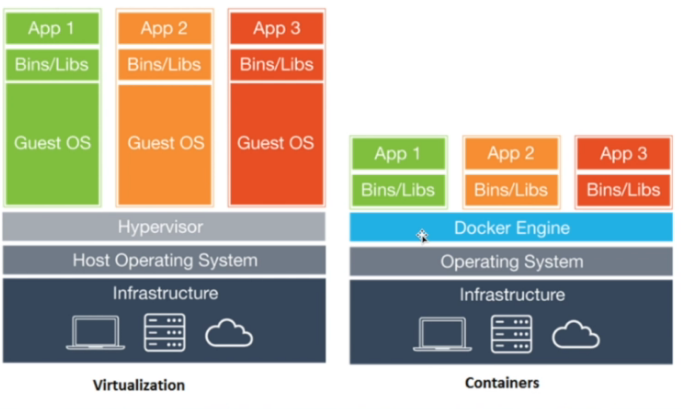 App 1
App 2
App 3
Bins/Libs
Bins/Libs
Bins/Libs
Guest OS
Guest OS
Guest OS
Hypervisor
Host Operating System
Infrastructure
Virtualization
App 1
App 2
App 3
Bins/Libs
Bins/Libs
Bins/Libs
Docker Engine
Operating System
Infrastructure
Containers